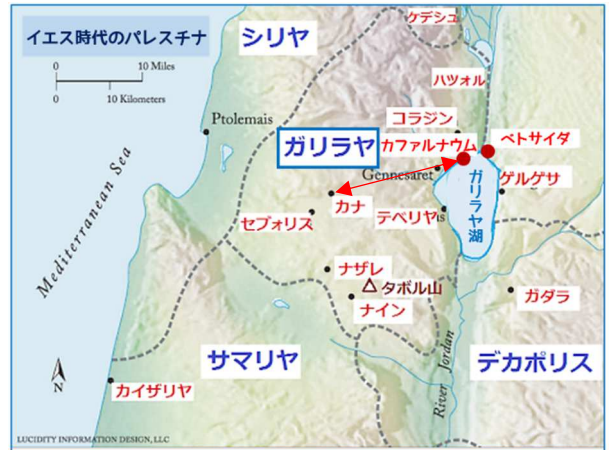 イエス時代のパレスチナ
0 10 Miles
0 10 Kilometers
シリヤ
ケデシュ
ハツォル
Ptolemais
コラジン
ガリラヤ
カファルナウム
ベトサイダ
Gennesaret
ゲルゲサ
ガリラヤ湖
カナ
セフォリス
テベリヤ
Mediterranean Sea
ナザレ
タボル山
ナイン
ガダラ
サマリヤ
デカポリス
River Jordan
カイザリヤ
N
LUCIDITY INFORMATION DESIGN, LLC